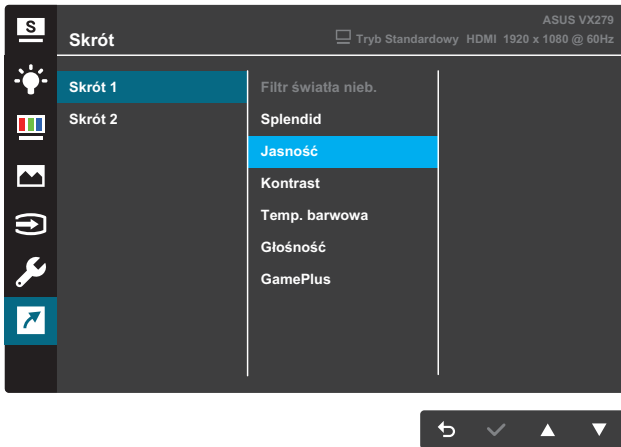 S
Skrót
ASUS VX279
Tryb Standardowy HDMI 1920 x 1080 @ 60Hz
Skrót 1
Skrót 2
Filtr światła nieb.
Splendid
Jasność
Kontrast
Temp. barwowa
Głośność
GamePlus